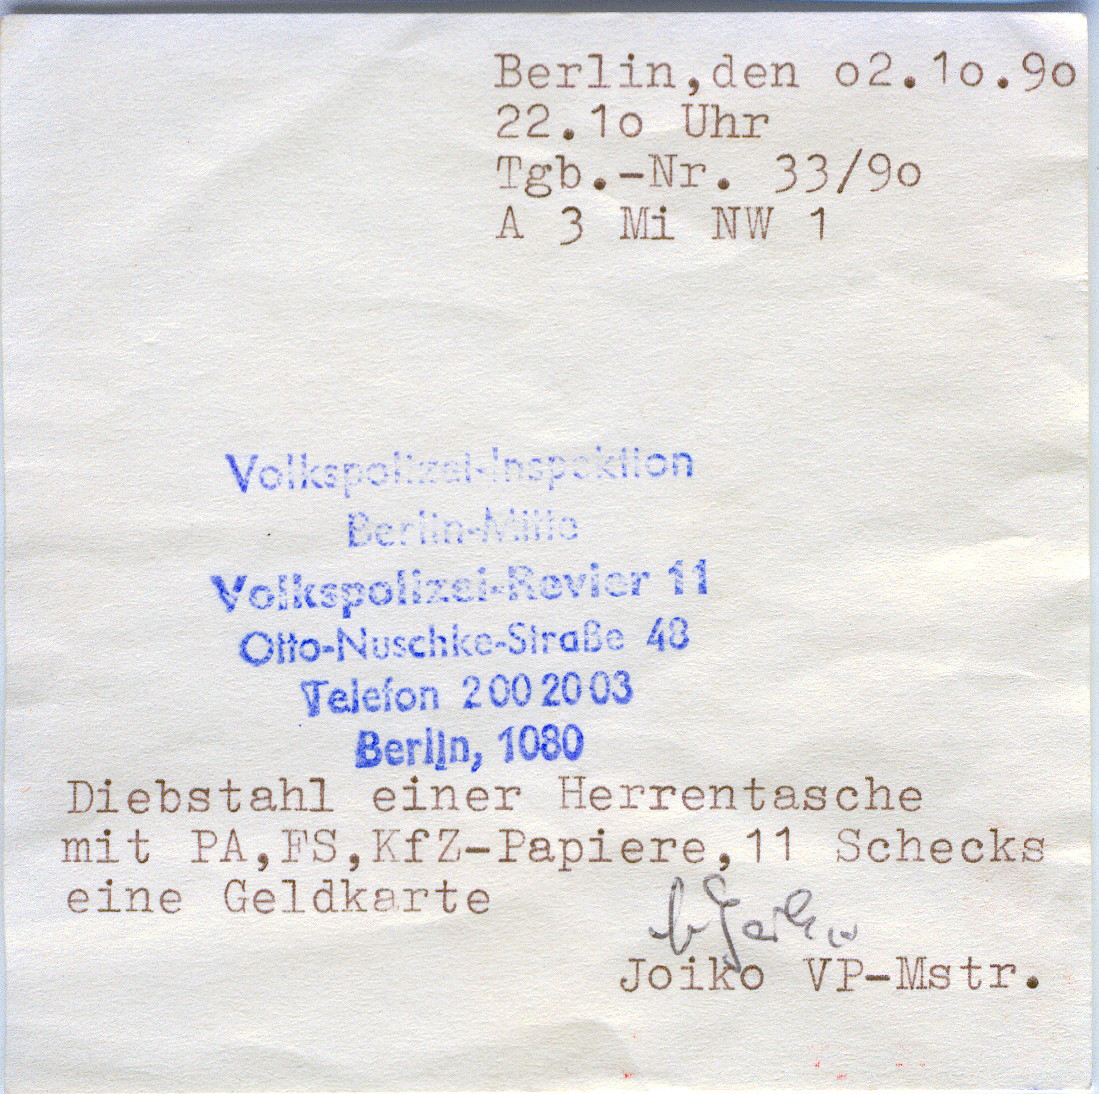 Berlin,den o2.1o.9o
22.1o Uhr
Tgb.-Nr. 33/9o
A 3 Mi NW 1
Volkspolizei-Inspektion
Berlin-Mitte
Volkspolizei-Revier 11
Otto-Nuschke-Straße 48
Telefon 2 00 20 03
Berlin, 1080
Diebstahl einer Herrentasche
mit PA,FS,KfZ-Papiere,11 Schecks
eine Geldkarte
Joiko VP-Mstr.